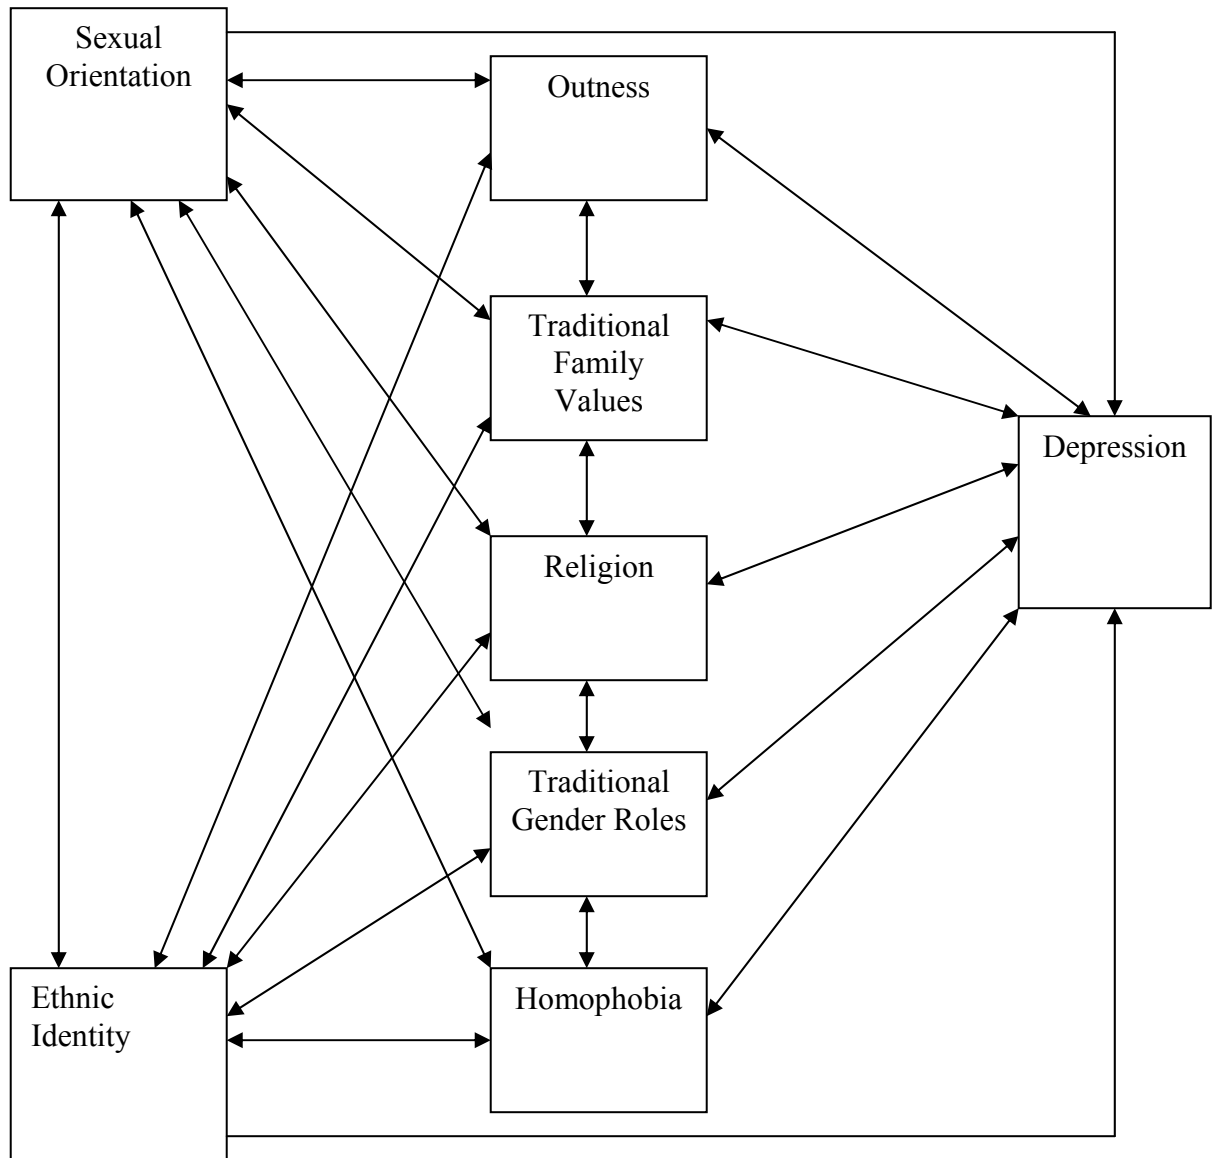 Sexual
Orientation
Outness
Traditional
Family
Values
Depression
Religion
Traditional
Gender Roles
Ethnic
Identity
Homophobia